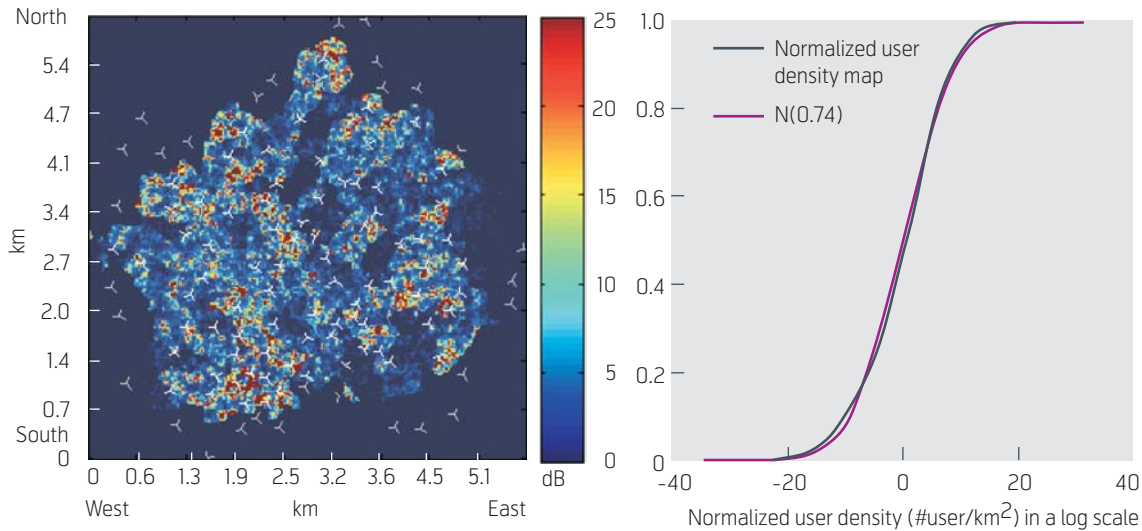 North
5.4
4.7
4.1
3.4
km
2.7
2.0
1.4
0.7
South
0
0 0.6 1.3 1.9 2.5 3.2 3.6 4.5 5.1
West km East
25
20
15
10
5
0
dB
1.0
0.8
0.6
0.4
0.2
0.0
Normalized user
density map
N(0.74)
-40 -20 0 20 40
Normalized user density (#user/km²) in a log scale